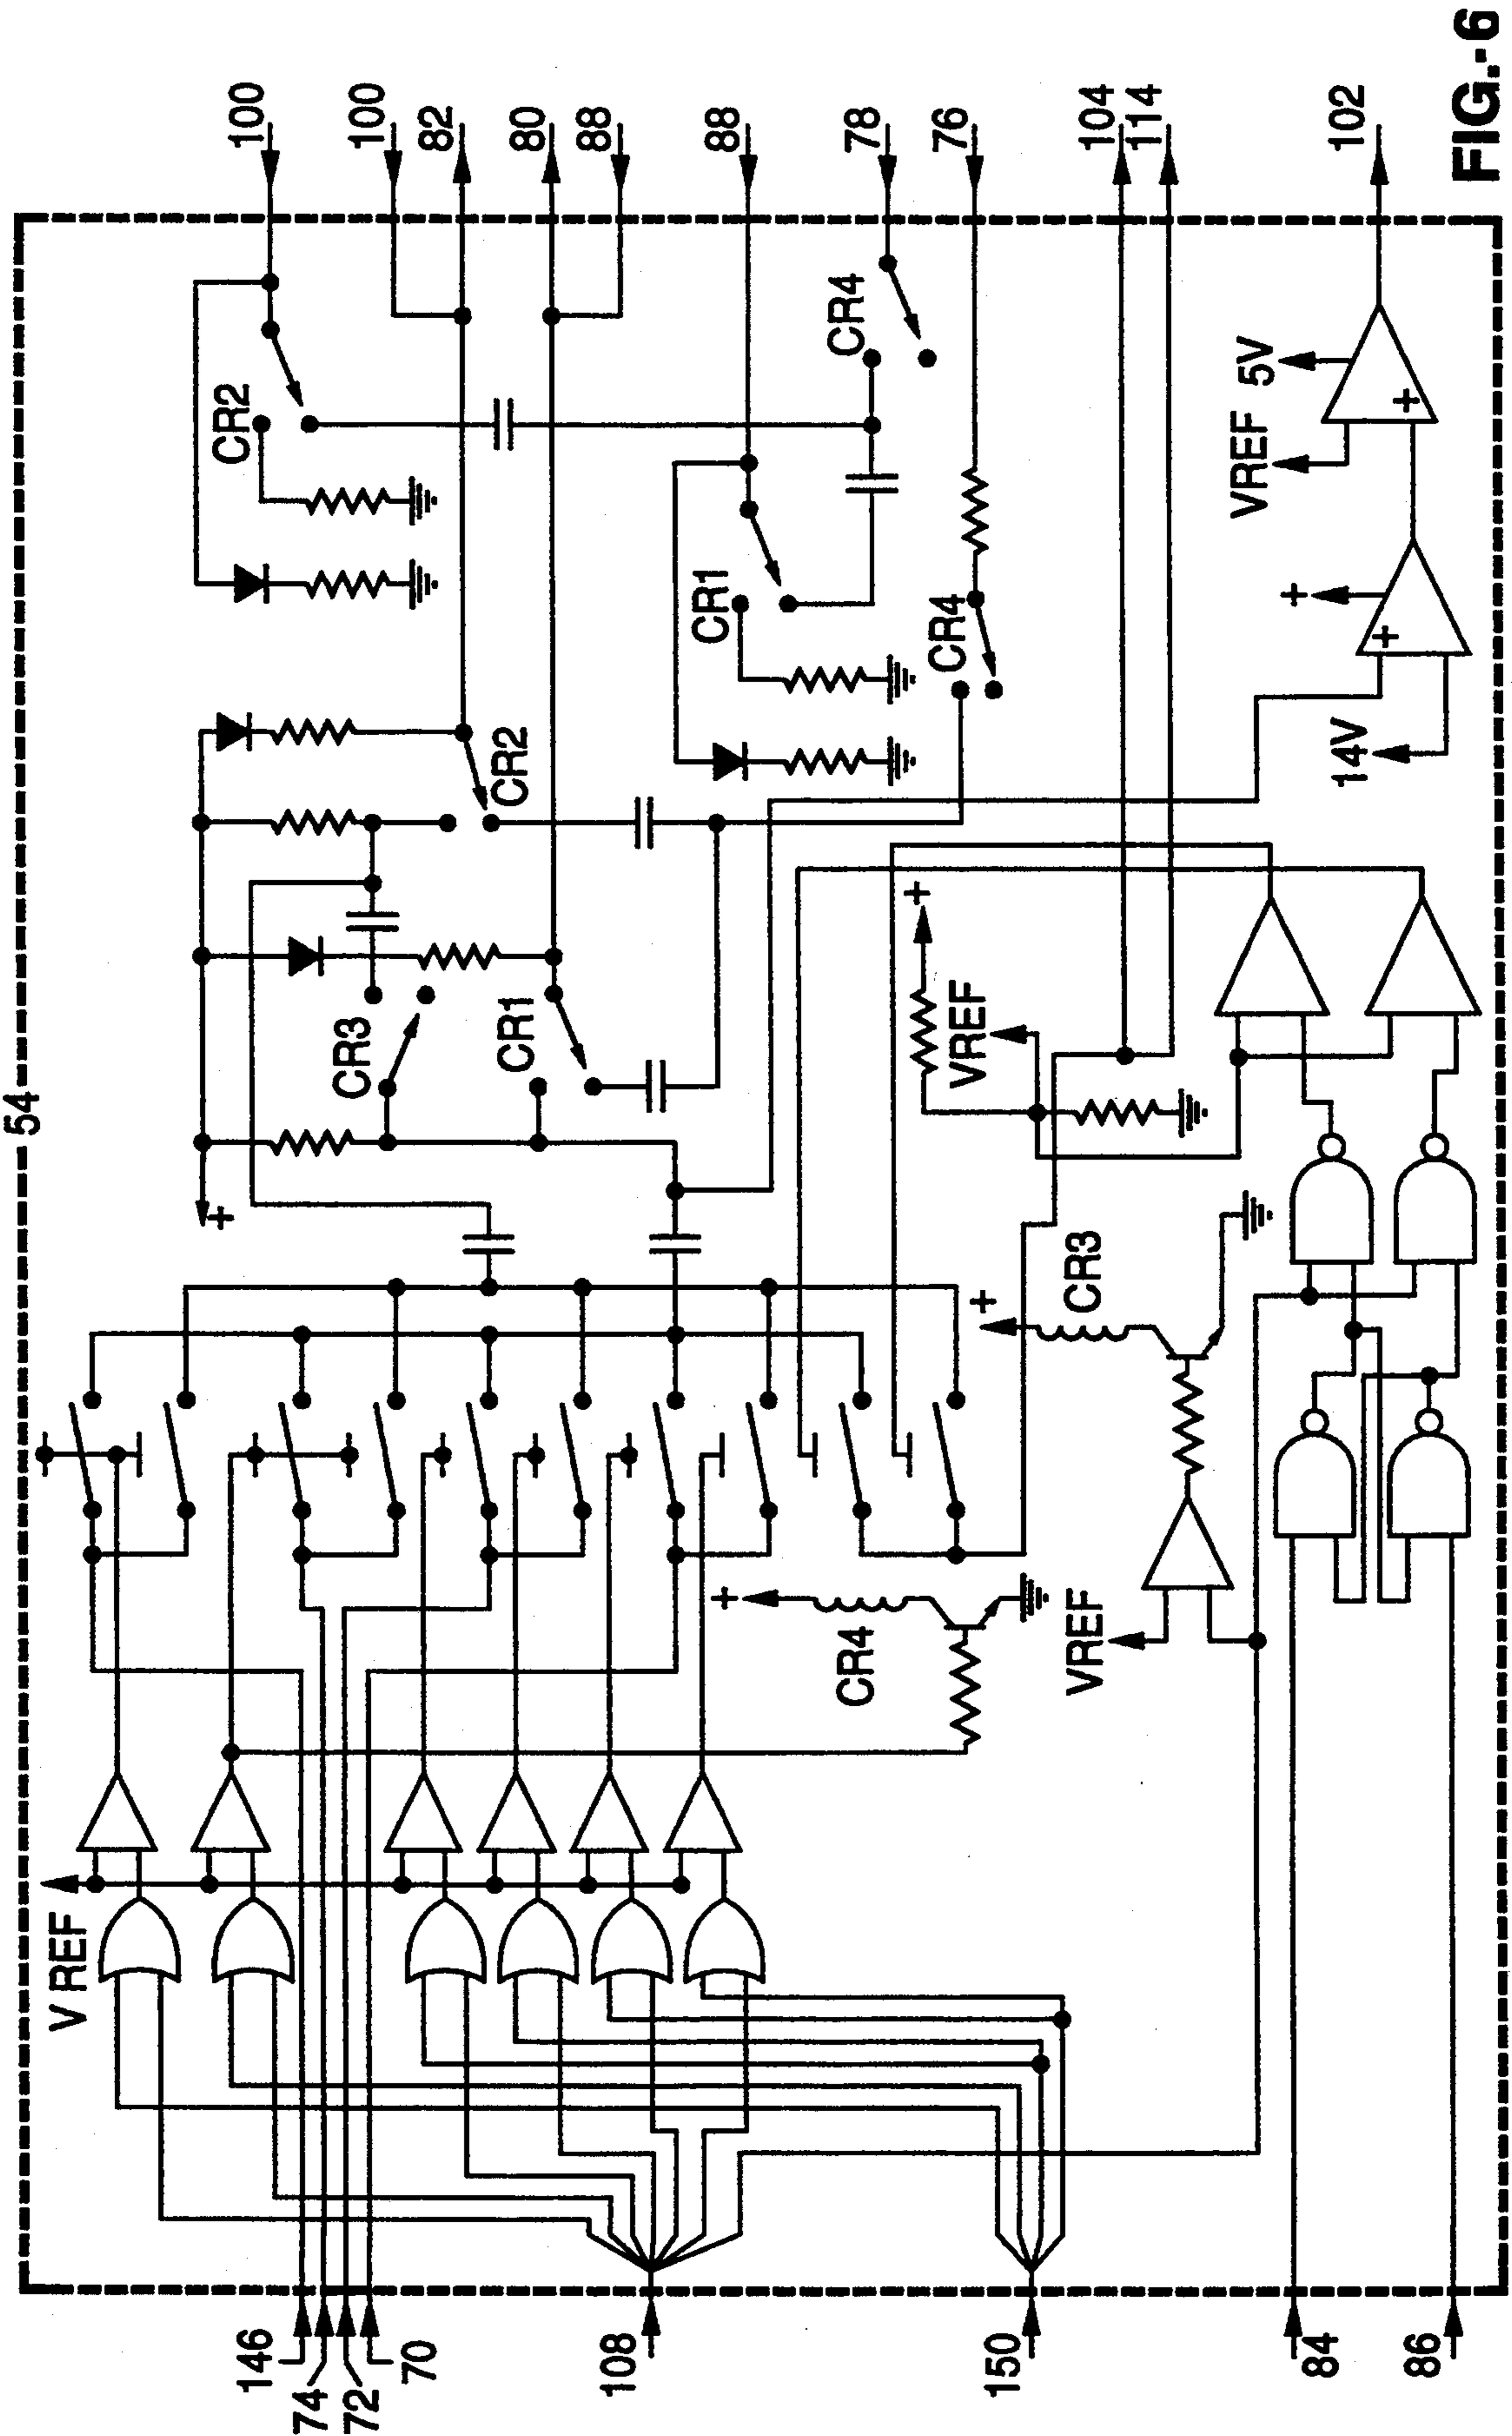 54
V REF
146
74
72
70
108
150
84
86
CR4
VREF
CR3
+
+
+
CR3
CR1
CR2
VREF
+
CR2
CR1
CR4
CR4
14V
+
+
VREF
5V
+
100
100
82
80
88
88
78
76
104
114
102
FIG.-6